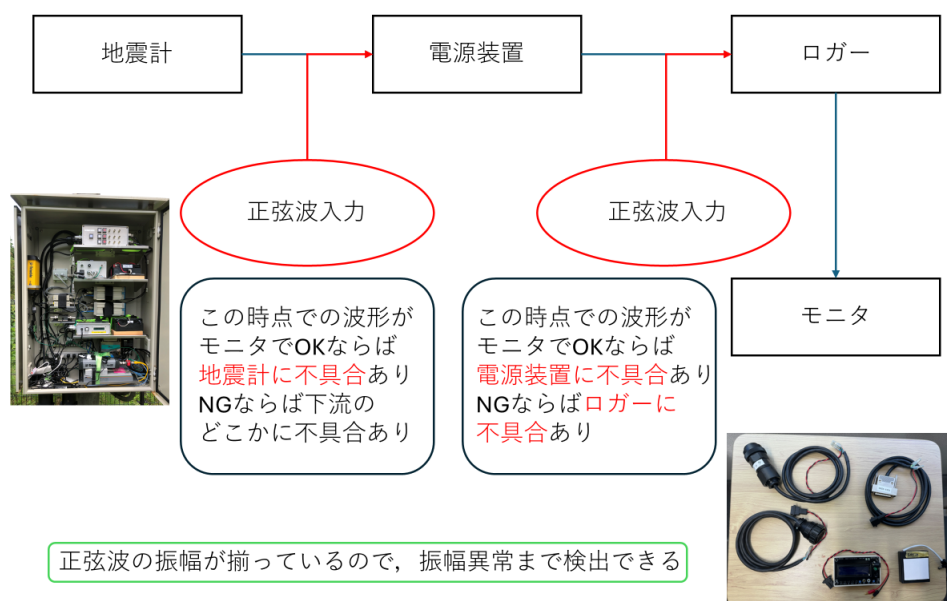 地震計
電源装置
ロガー
正弦波入力
正弦波入力
この時点での波形が
モニタでOKならば
地震計に不具合あり
NGならば下流の
どこかに不具合あり
この時点での波形が
モニタでOKならば
電源装置に不具合あり
NGならばロガーに
不具合あり
モニタ
正弦波の振幅が揃っているので，振幅異常まで検出できる